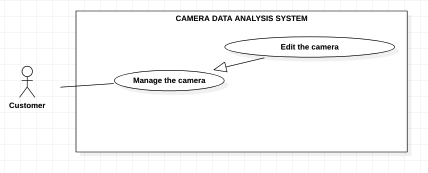 CAMERA DATA ANALYSIS SYSTEM
Edit the camera
Manage the camera
Customer